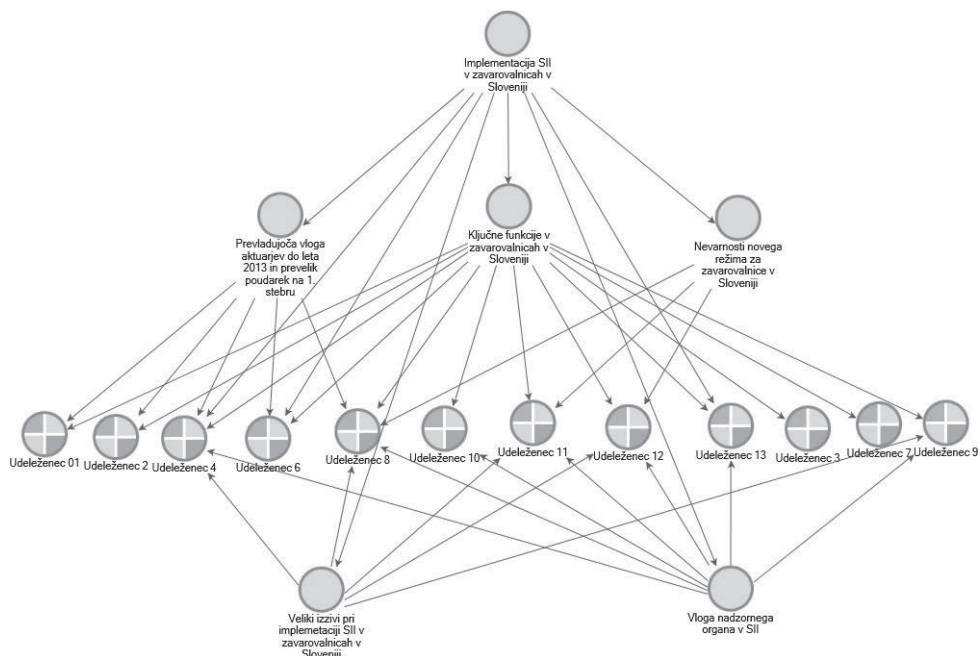 Implementacija SII
v zavarovalnicah v
Sloveniji
Prevladujoča vloga
aktuarjev do leta
2013 in prevelik
poudarek na 1.
stebru
Ključne funkcije v
zavarovalnicah v
Sloveniji
Nevarnosti novega
režima za
zavarovalnice v
Sloveniji
Udeleženec 01
Udeleženec 2
Udeleženec 4
Udeleženec 6
Udeleženec 8
Udeleženec 10
Udeleženec 11
Udeleženec 12
Udeleženec 13
Udeleženec 3
Udeleženec 7
Udeleženec 9
Veliki izzivi pri
implemetaciji SII v
zavarovalnicah v
Sloveniji
Vloga nadzornega
organa v SII